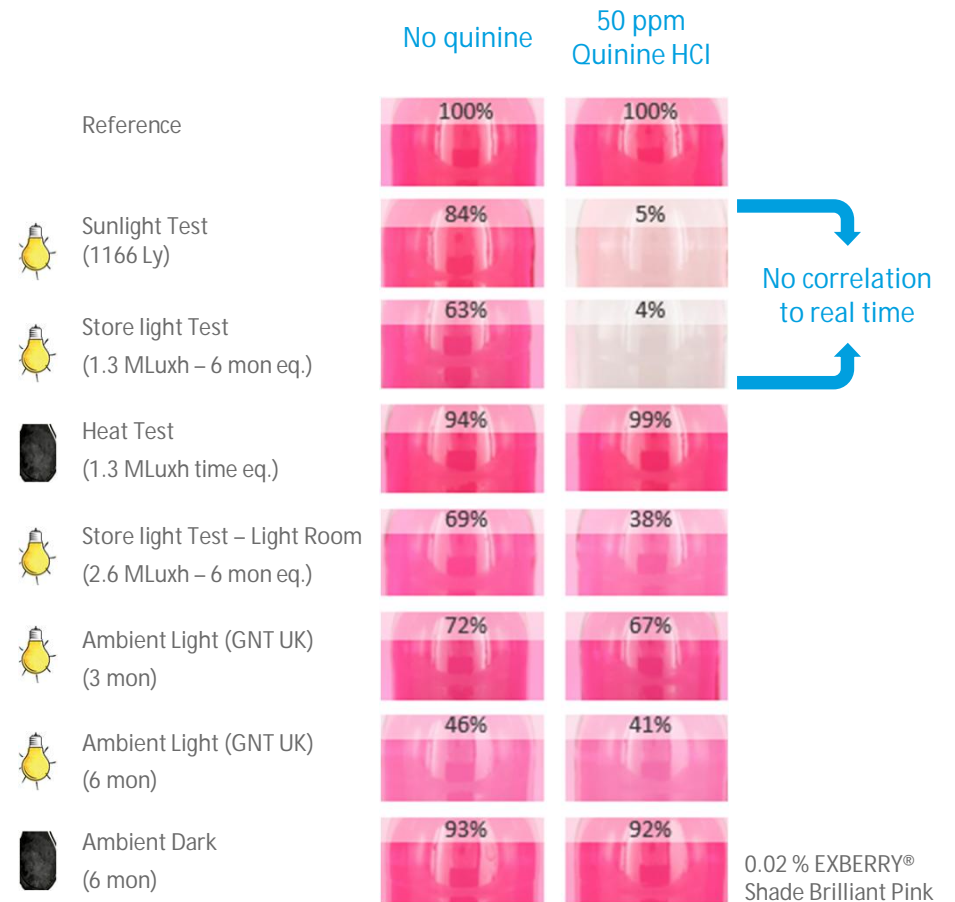 No quinine
50 ppm
Quinine HCl
Reference
100%
100%
Sunlight Test
(1166 Ly)
84%
5%
No correlation
to real time
Store light Test
(1.3 MLuxh – 6 mon eq.)
63%
4%
Heat Test
(1.3 MLuxh time eq.)
94%
99%
Store light Test – Light Room
(2.6 MLuxh – 6 mon eq.)
69%
38%
Ambient Light (GNT UK)
(3 mon)
72%
67%
Ambient Light (GNT UK)
(6 mon)
46%
41%
Ambient Dark
(6 mon)
93%
92%
0.02 % EXBERRY®
Shade Brilliant Pink